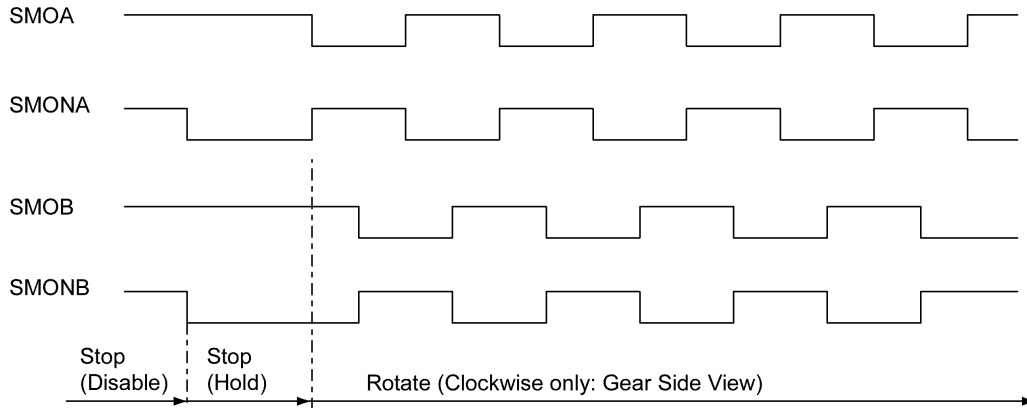 SMOA
SMONA
SMOB
SMONB
Stop
(Disable)
Stop
(Hold)
Rotate (Clockwise only: Gear Side View)